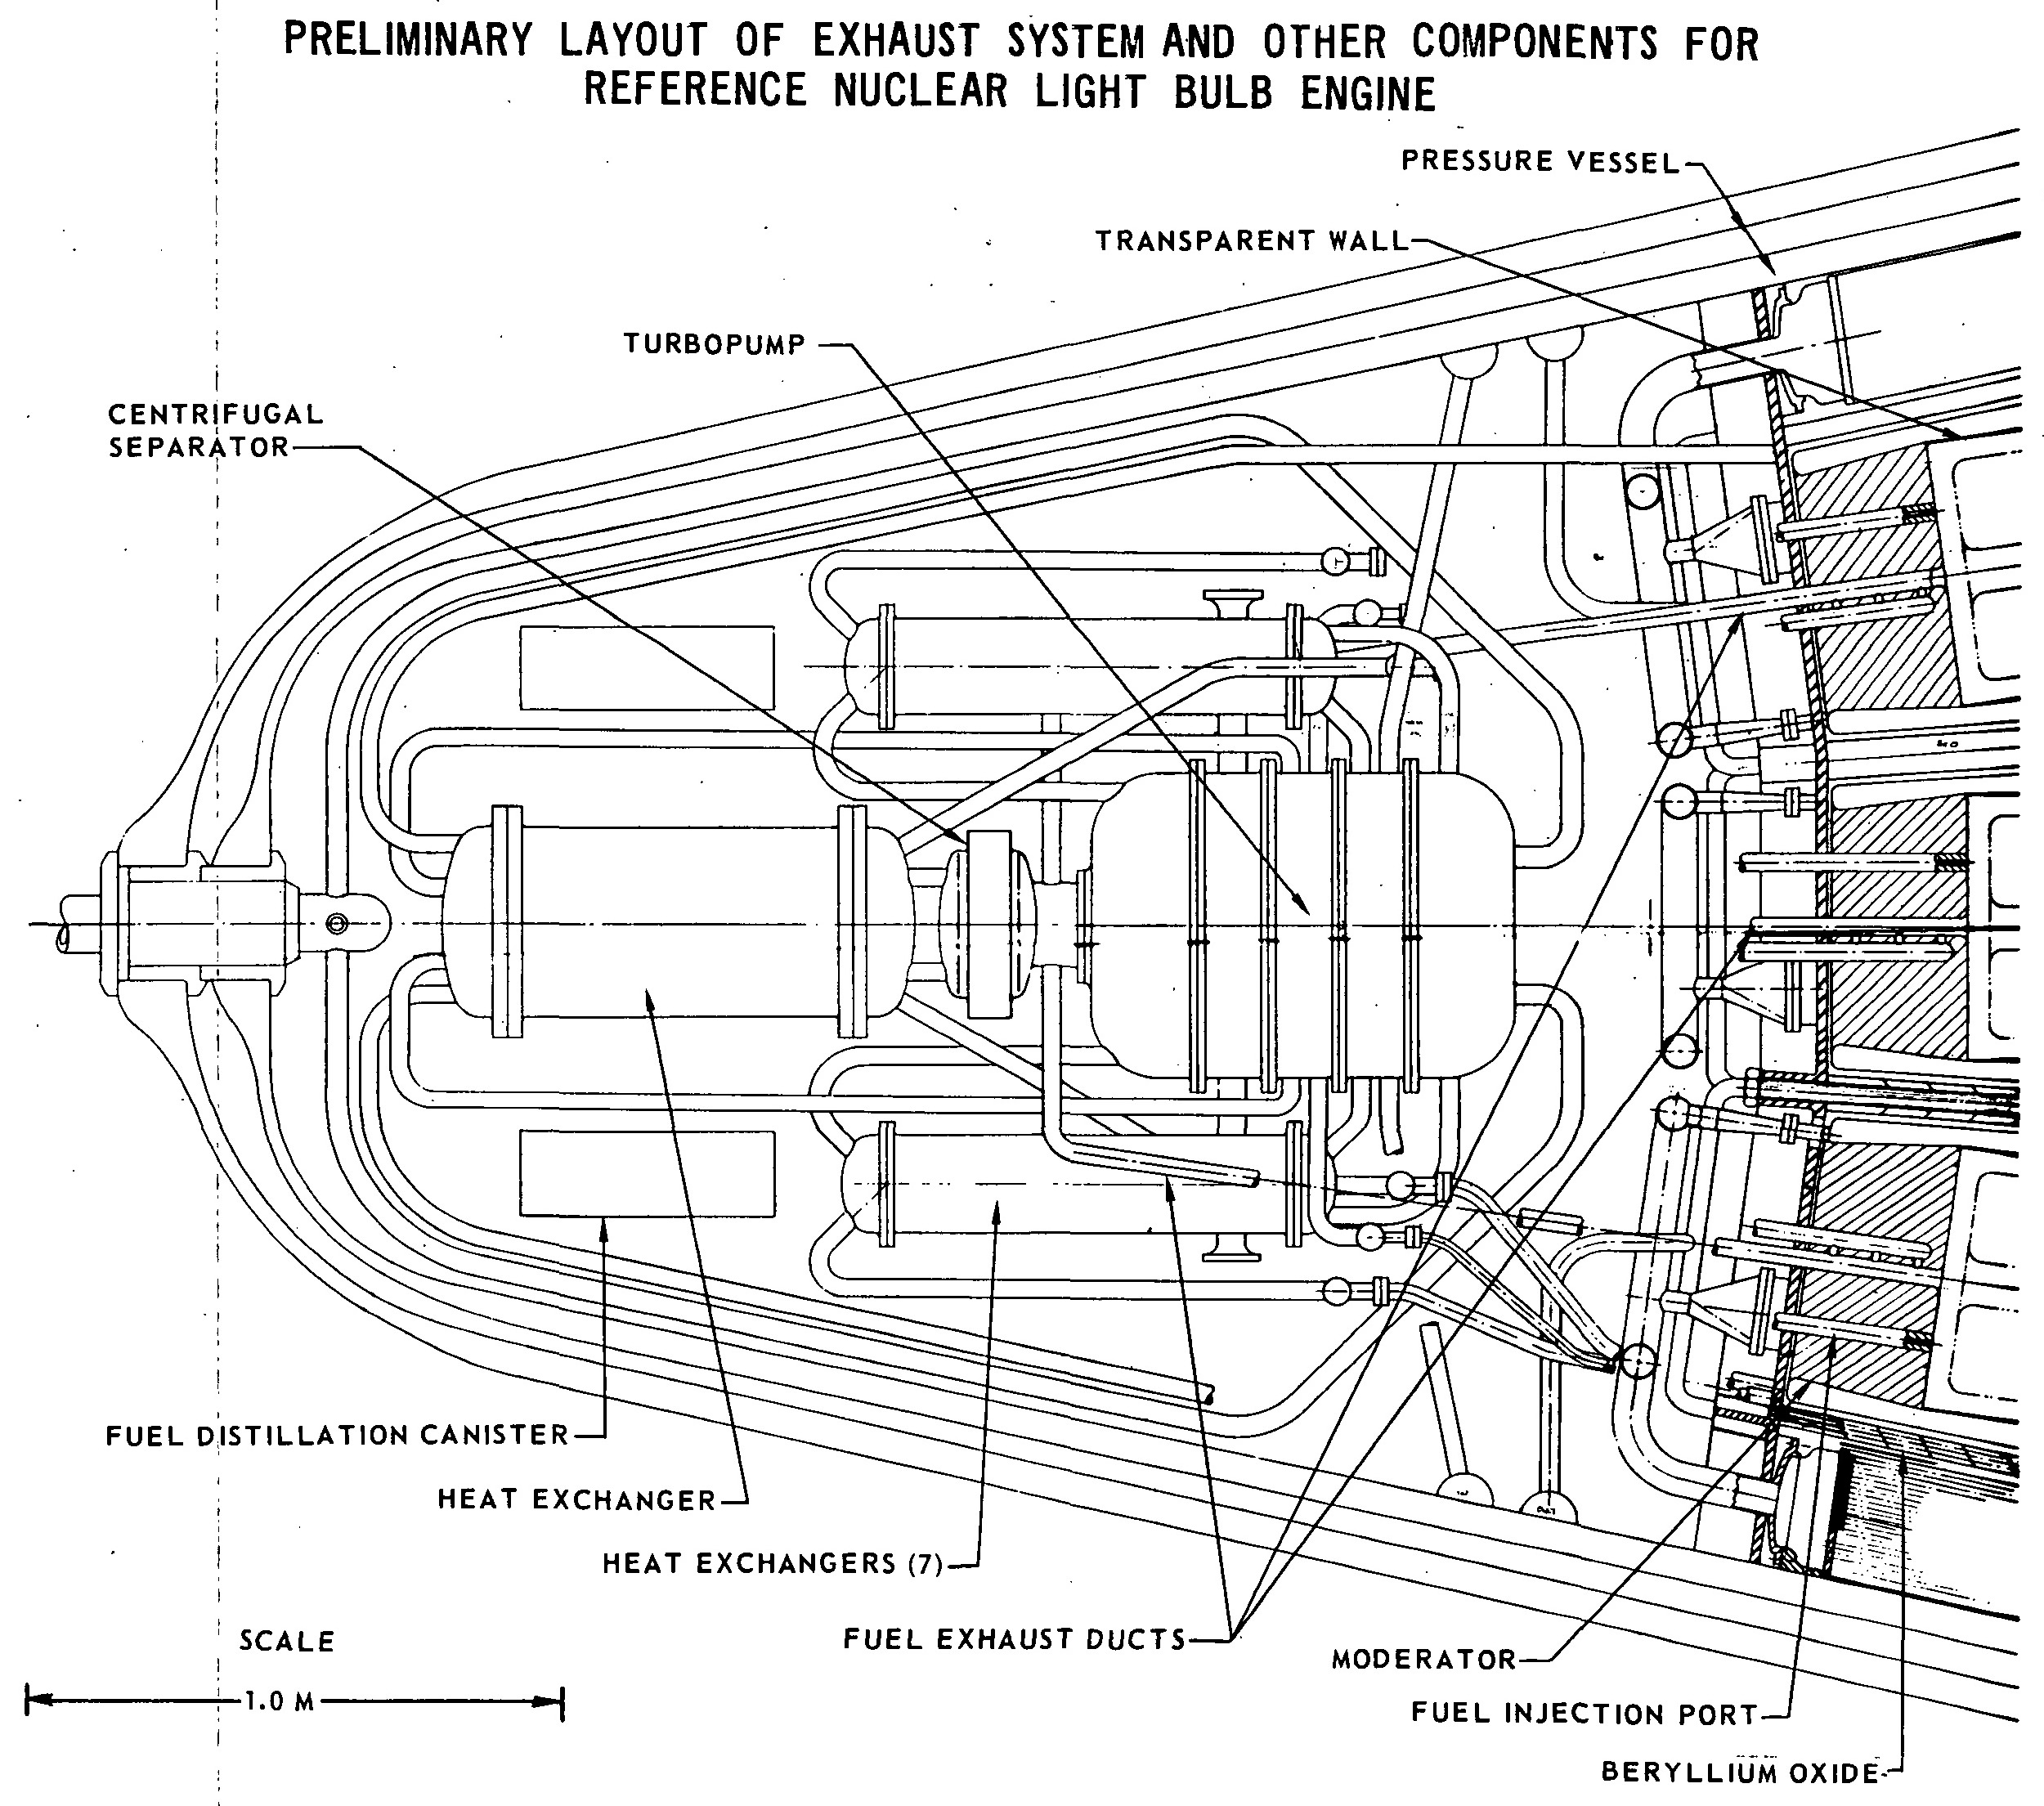 PRELIMINARY LAYOUT OF EXHAUST SYSTEM AND OTHER COMPONENTS FOR
REFERENCE NUCLEAR LIGHT BULB ENGINE
PRESSURE VESSEL
TRANSPARENT WALL
TURBOPUMP
CENTRIFUGAL
SEPARATOR
FUEL DISTILLATION CANISTER
HEAT EXCHANGER
HEAT EXCHANGERS (7)
FUEL EXHAUST DUCTS
SCALE
1.0 M
MODERATOR
FUEL INJECTION PORT
BERYLLIUM OXIDE